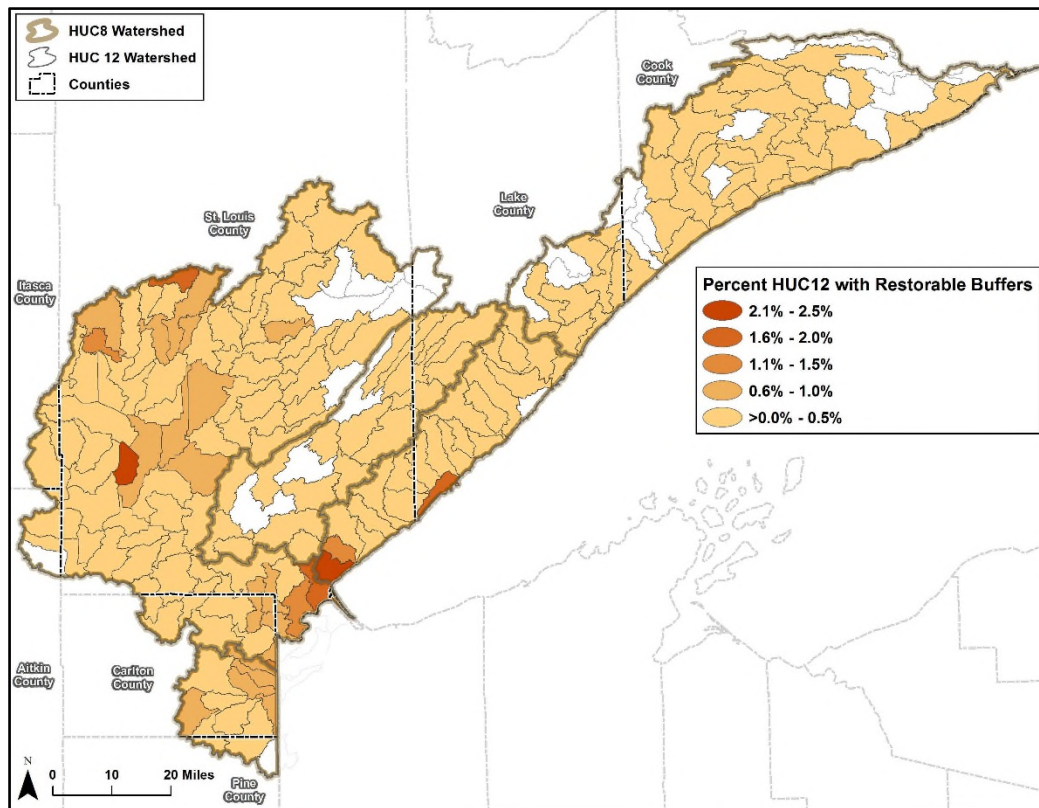 HUC8 Watershed
HUC 12 Watershed
Counties
Cook
County
Lake
County
St. Louis
County
Itasca
County
Percent HUC12 with Restorable Buffers
2.1% - 2.5%
1.6% - 2.0%
1.1% - 1.5%
0.6% - 1.0%
>0.0% - 0.5%
Aitkin
County
Carlton
County
Pine
County
N
0 10 20 Miles